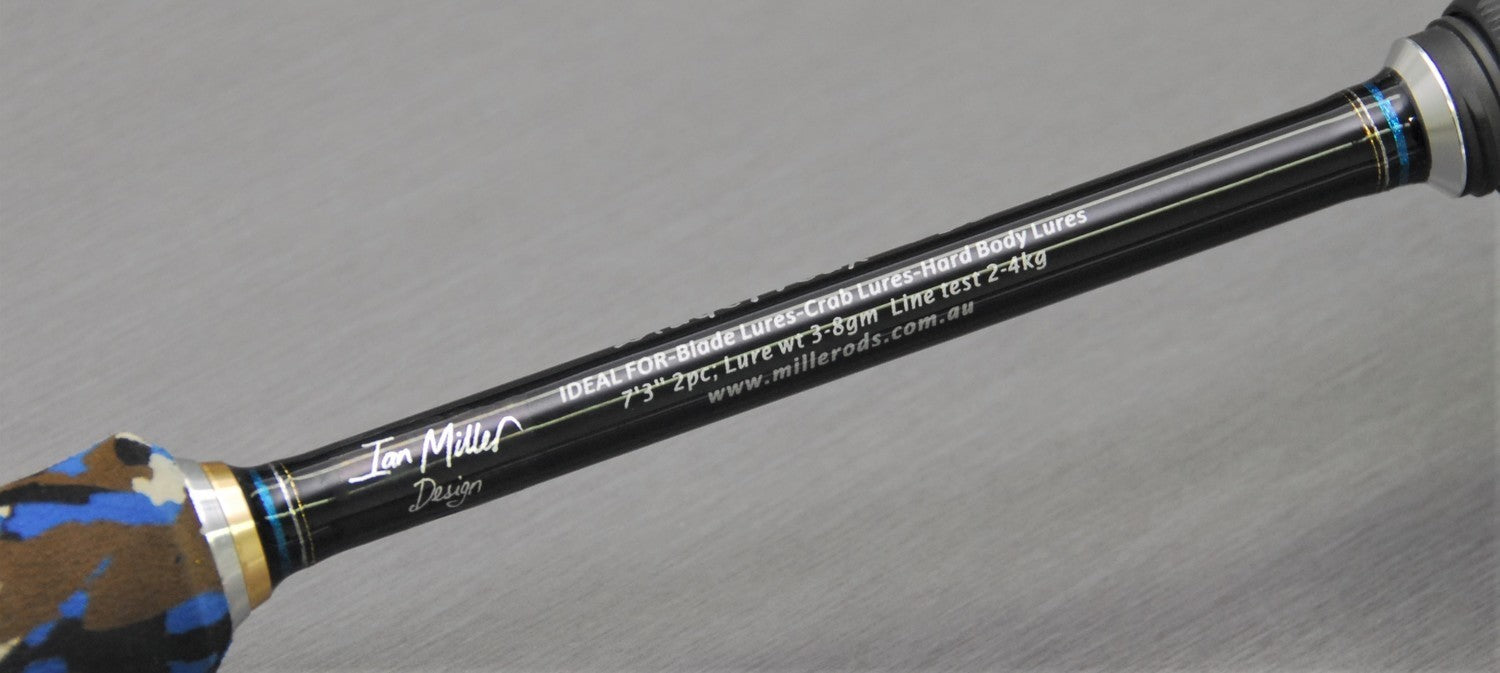 IDEAL FOR-Blade Lures-Crab Lures-Hard Body Lures
7'3" 2pc; Lure wt 3-8gm Line test 2-4kg
www.millerods.com.au
Ian Miller
Design